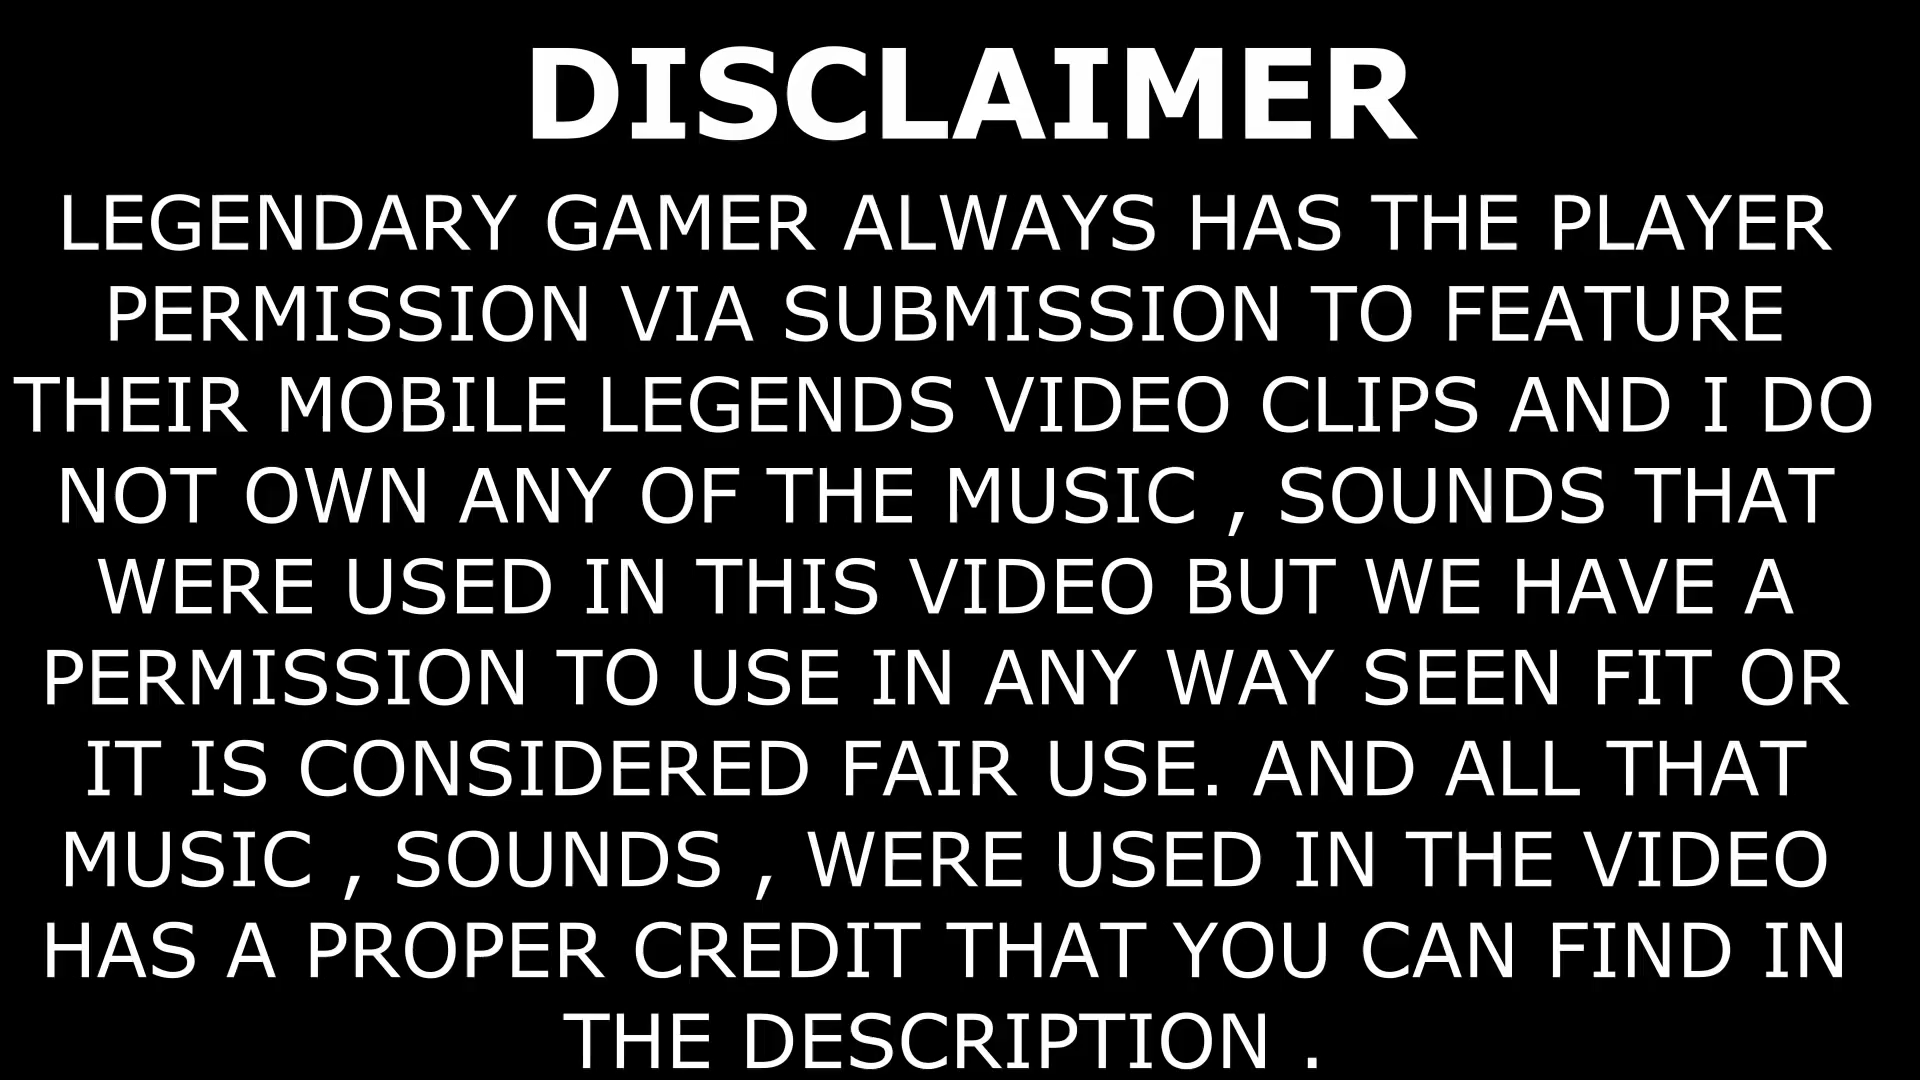 DISCLAIMER
LEGENDARY GAMER ALWAYS HAS THE PLAYER
PERMISSION VIA SUBMISSION TO FEATURE
THEIR MOBILE LEGENDS VIDEO CLIPS AND I DO
NOT OWN ANY OF THE MUSIC , SOUNDS THAT
WERE USED IN THIS VIDEO BUT WE HAVE A
PERMISSION TO USE IN ANY WAY SEEN FIT OR
IT IS CONSIDERED FAIR USE. AND ALL THAT
MUSIC , SOUNDS , WERE USED IN THE VIDEO
HAS A PROPER CREDIT THAT YOU CAN FIND IN
THE DESCRIPTION .